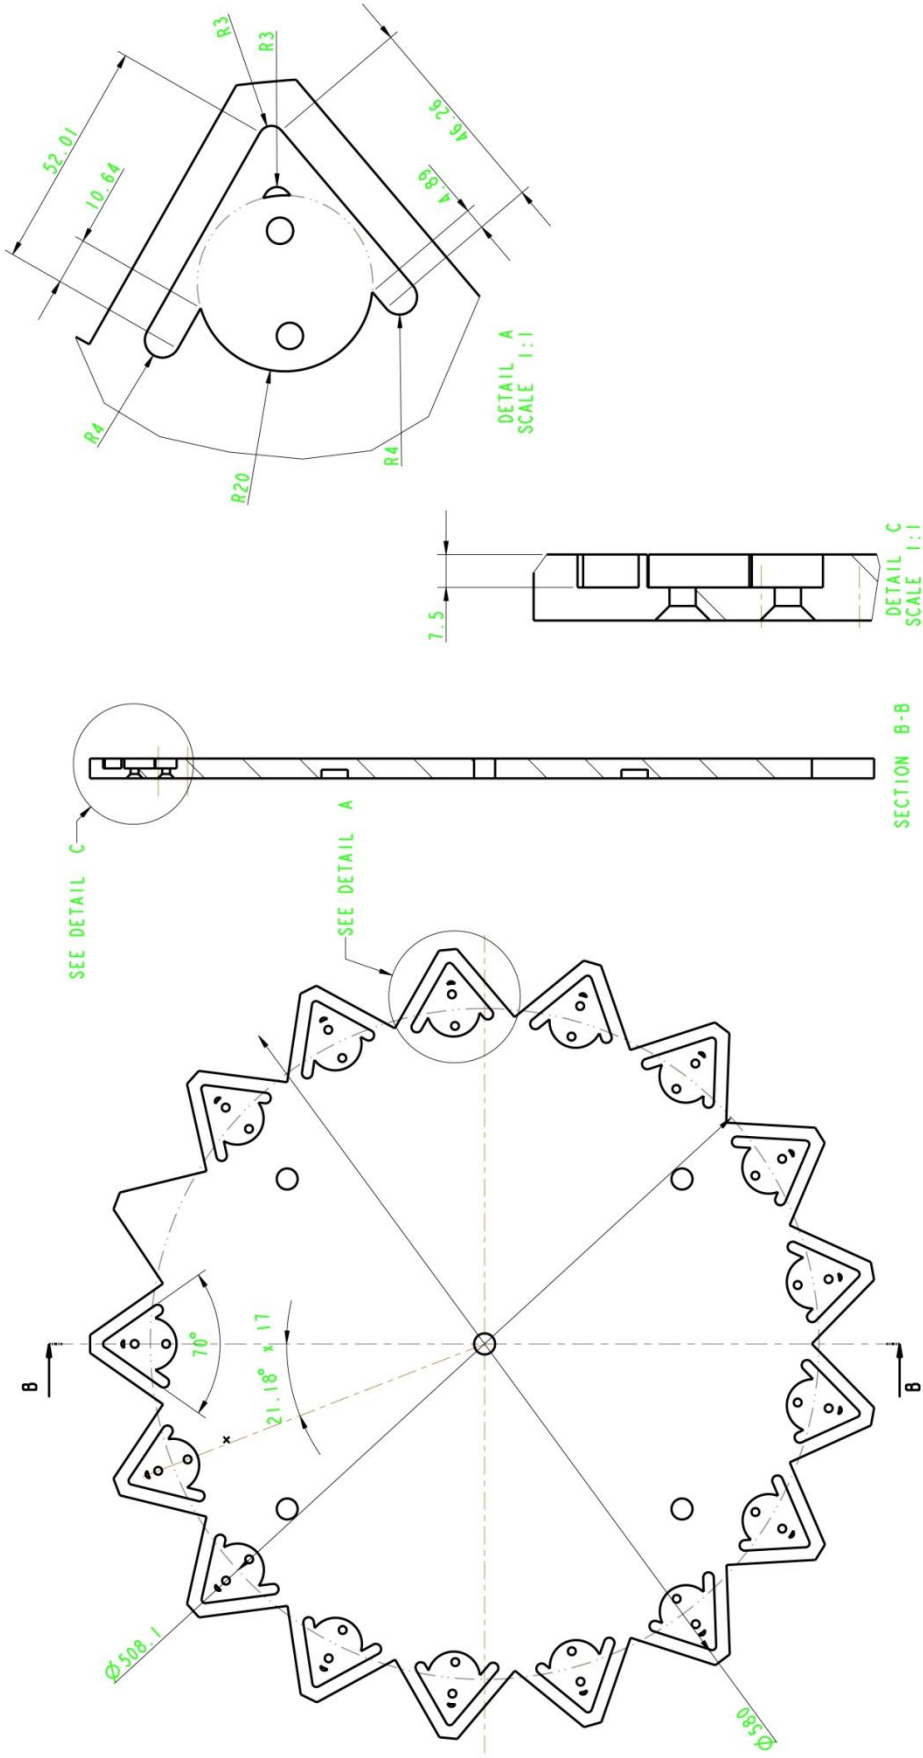 52.01
10.64
R3
R3
46.26
4.89
R4
R20
R4
DETAIL A
SCALE 1:1
7.5
DETAIL C
SCALE 1:1
SEE DETAIL C
SEE DETAIL A
SECTION B-B
B
B
70°
21.18° x 17
Ø508.1
Ø580